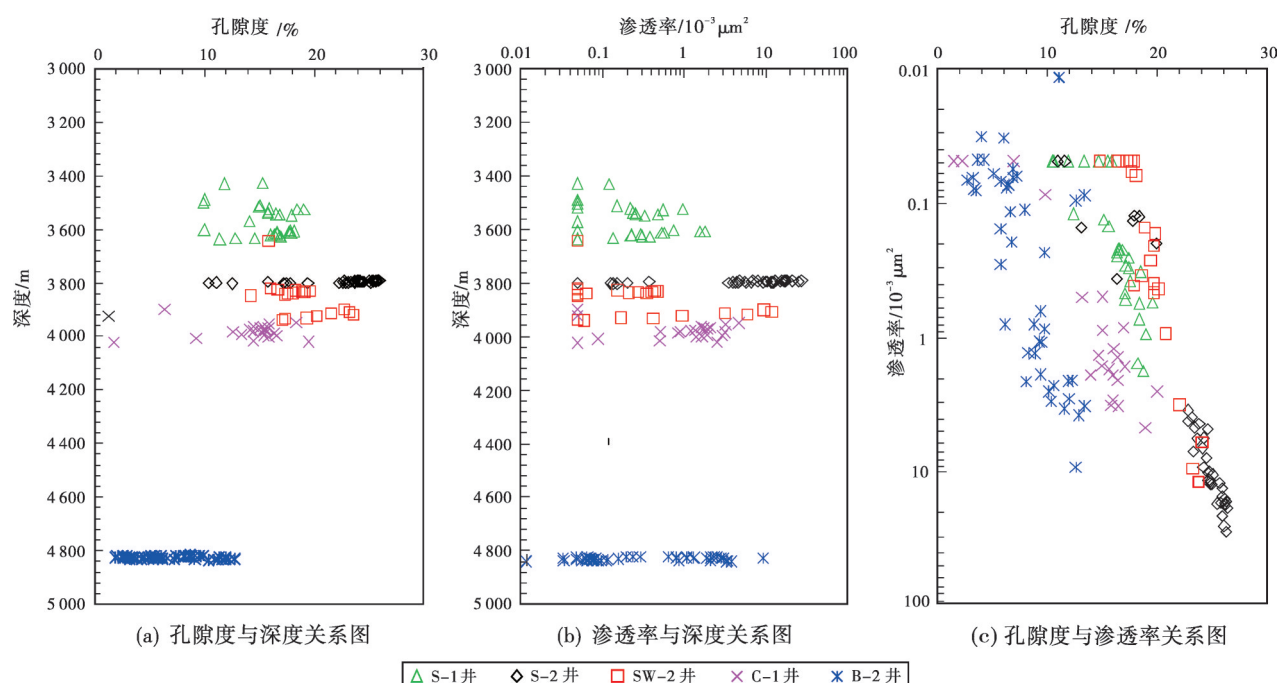 孔隙度 /%
0 10 20 30
3 000
3 200
3 400
3 600
3 800
4 000
4 200
4 400
4 600
4 800
5 000
深度/m
(a) 孔隙度与深度关系图
渗透率/10⁻³ μm²
0.01 0.1 1 10 100
3 000
3 200
3 400
3 600
3 800
4 000
4 200
4 400
4 600
4 800
5 000
深度/m
(b) 渗透率与深度关系图
孔隙度 /%
0 10 20 30
0.01
0.1
1
10
100
渗透率/10⁻³ μm²
(c) 孔隙度与渗透率关系图
S-1井 S-2井 SW-2井 C-1井 B-2井